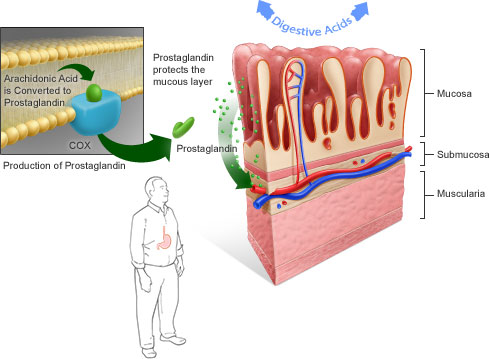 Digestive Acids
Arachidonic Acid
is Converted to
Prostaglandin
COX
Production of Prostaglandin
Prostaglandin
protects the
mucous layer
Prostaglandin
Mucosa
Submucosa
Muscularia